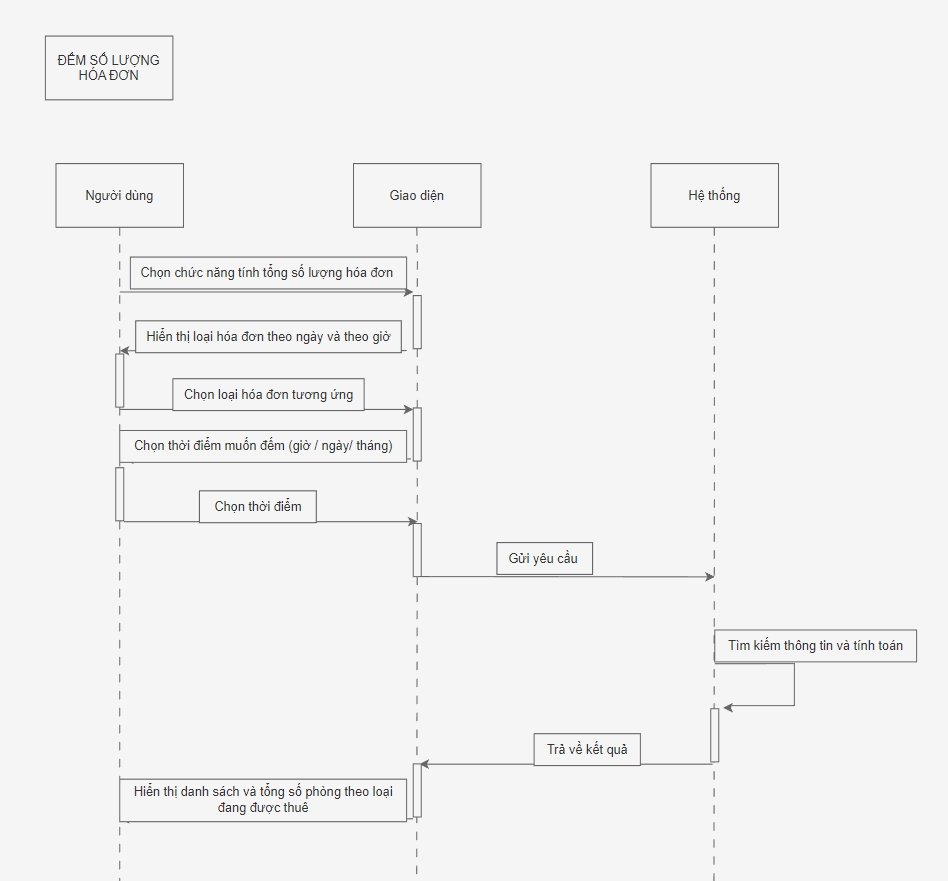 ĐẾM SỐ LƯỢNG
HÓA ĐƠN
Người dùng
Giao diện
Hệ thống
Chọn chức năng tính tổng số lượng hóa đơn
Hiển thị loại hóa đơn theo ngày và theo giờ
Chọn loại hóa đơn tương ứng
Chọn thời điểm muốn đếm (giờ / ngày/ tháng)
Chọn thời điểm
Gửi yêu cầu
Tìm kiếm thông tin và tính toán
Trả về kết quả
Hiển thị danh sách và tổng số phòng theo loại
đang được thuê